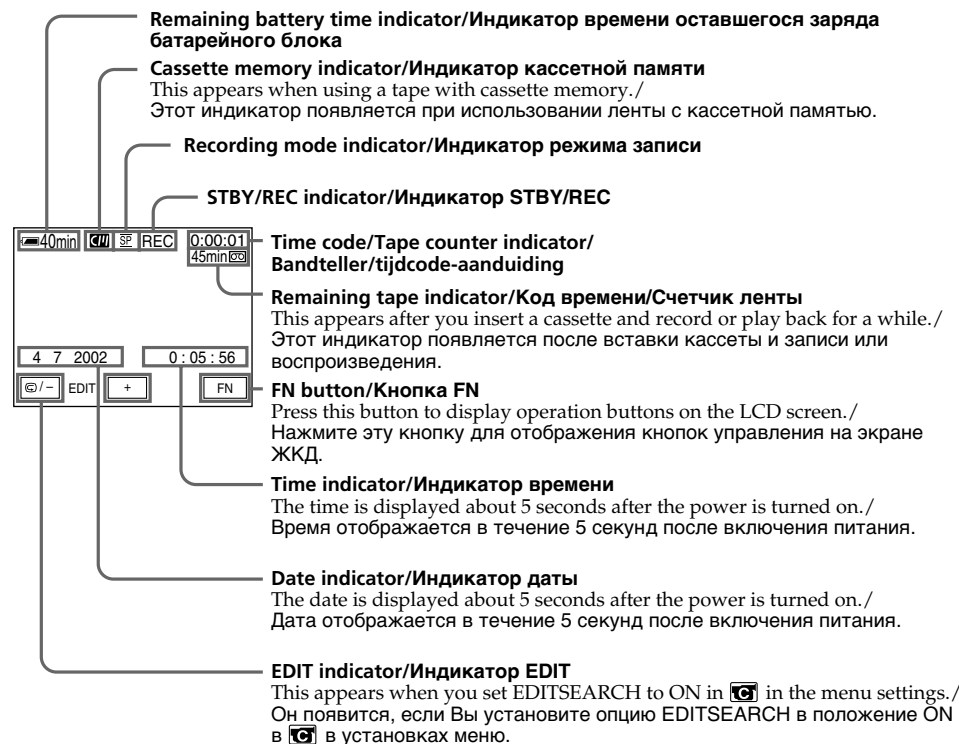 Remaining battery time indicator/Индикатор времени оставшегося заряда
батарейного блока
Cassette memory indicator/Индикатор кассетной памяти
This appears when using a tape with cassette memory./
Этот индикатор появляется при использовании ленты с кассетной памятью.
Recording mode indicator/Индикатор режима записи
STBY/REC indicator/Индикатор STBY/REC
40min SP REC 0:00:01
45min
Time code/Tape counter indicator/
Bandteller/tijdcode-aanduiding
Remaining tape indicator/Код времени/Счетчик ленты
This appears after you insert a cassette and record or play back for a while./
Этот индикатор появляется после вставки кассеты и записи или
воспроизведения.
4 7 2002 0 : 05 : 56
/ – EDIT + FN
FN button/Кнопка FN
Press this button to display operation buttons on the LCD screen./
Нажмите эту кнопку для отображения кнопок управления на экране
ЖКД.
Time indicator/Индикатор времени
The time is displayed about 5 seconds after the power is turned on./
Время отображается в течение 5 секунд после включения питания.
Date indicator/Индикатор даты
The date is displayed about 5 seconds after the power is turned on./
Дата отображается в течение 5 секунд после включения питания.
EDIT indicator/Индикатор EDIT
This appears when you set EDITSEARCH to ON in in the menu settings./
Он появится, если Вы установите опцию EDITSEARCH в положение ON
в в установках меню.